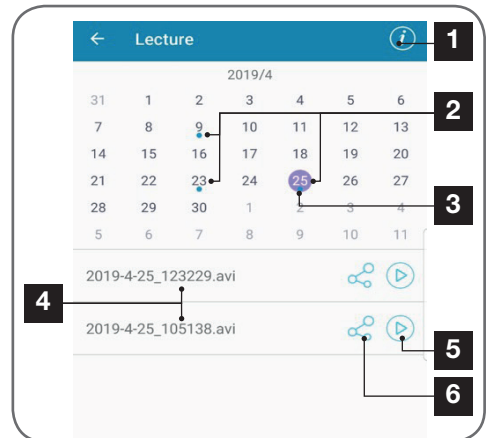 ← Lecture i 1
2019/4
31 1 2 3 4 5 6
2
7 8 9 10 11 12 13
14 15 16 17 18 19 20
21 22 23 24 25 26 27
28 29 30 1 2 3 4
3
5 6 7 8 9 10 11
2019-4-25_123229.avi
4
2019-4-25_105138.avi
5
6